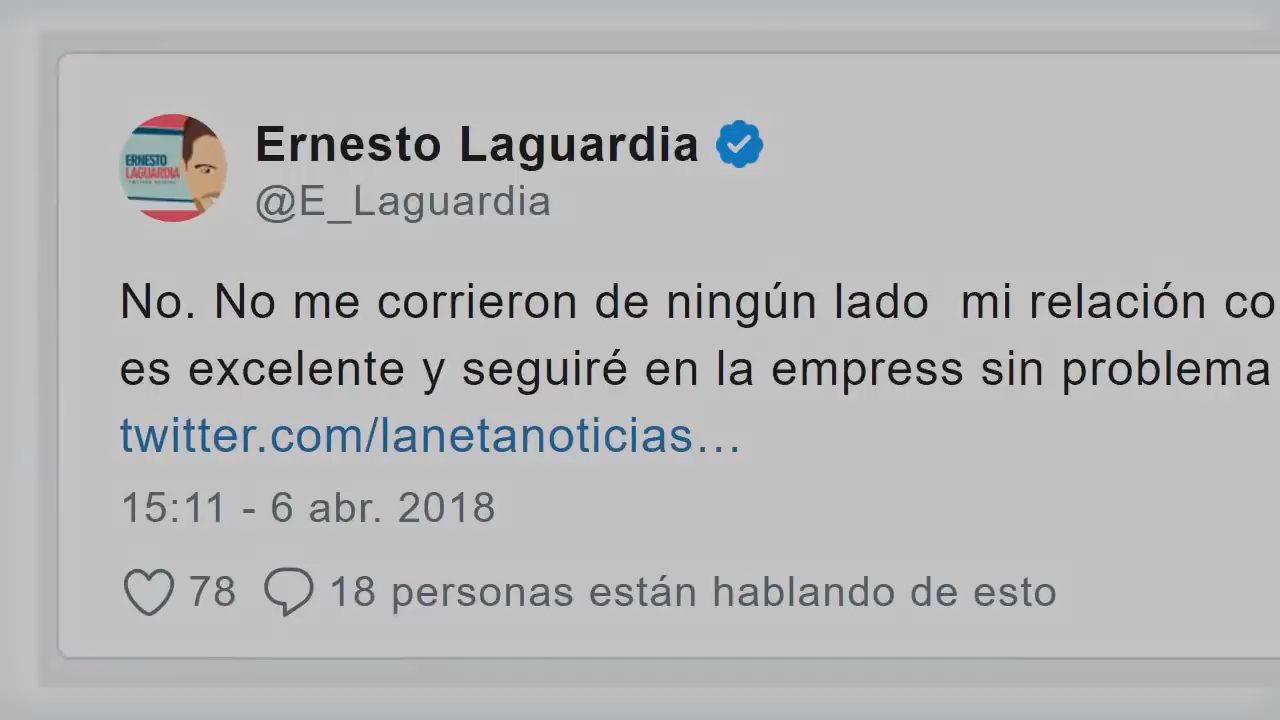 ERNESTO
LAGUARDIA
Ernesto Laguardia
@E_Laguardia
No. No me corrieron de ningún lado mi relación co
es excelente y seguiré en la empress sin problema
twitter.com/lanetanoticias…
15:11 - 6 abr. 2018
78 18 personas están hablando de esto